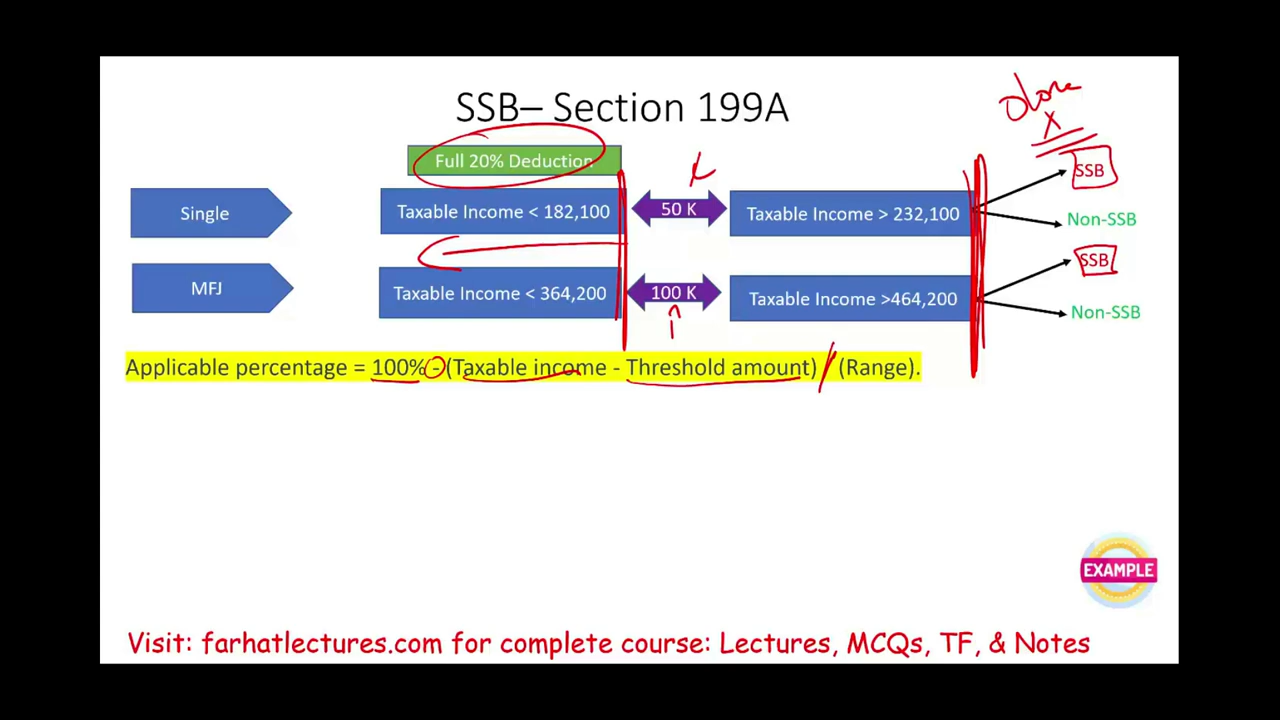 SSB– Section 199A
done
X
Full 20% Deduction
SSB
Single
Taxable Income < 182,100
50 K
Taxable Income > 232,100
Non-SSB
SSB
MFJ
Taxable Income < 364,200
100 K
Taxable Income >464,200
Non-SSB
Applicable percentage = 100% - (Taxable income - Threshold amount) / (Range).
EXAMPLE
Visit: farhatlectures.com for complete course: Lectures, MCQs, TF, & Notes